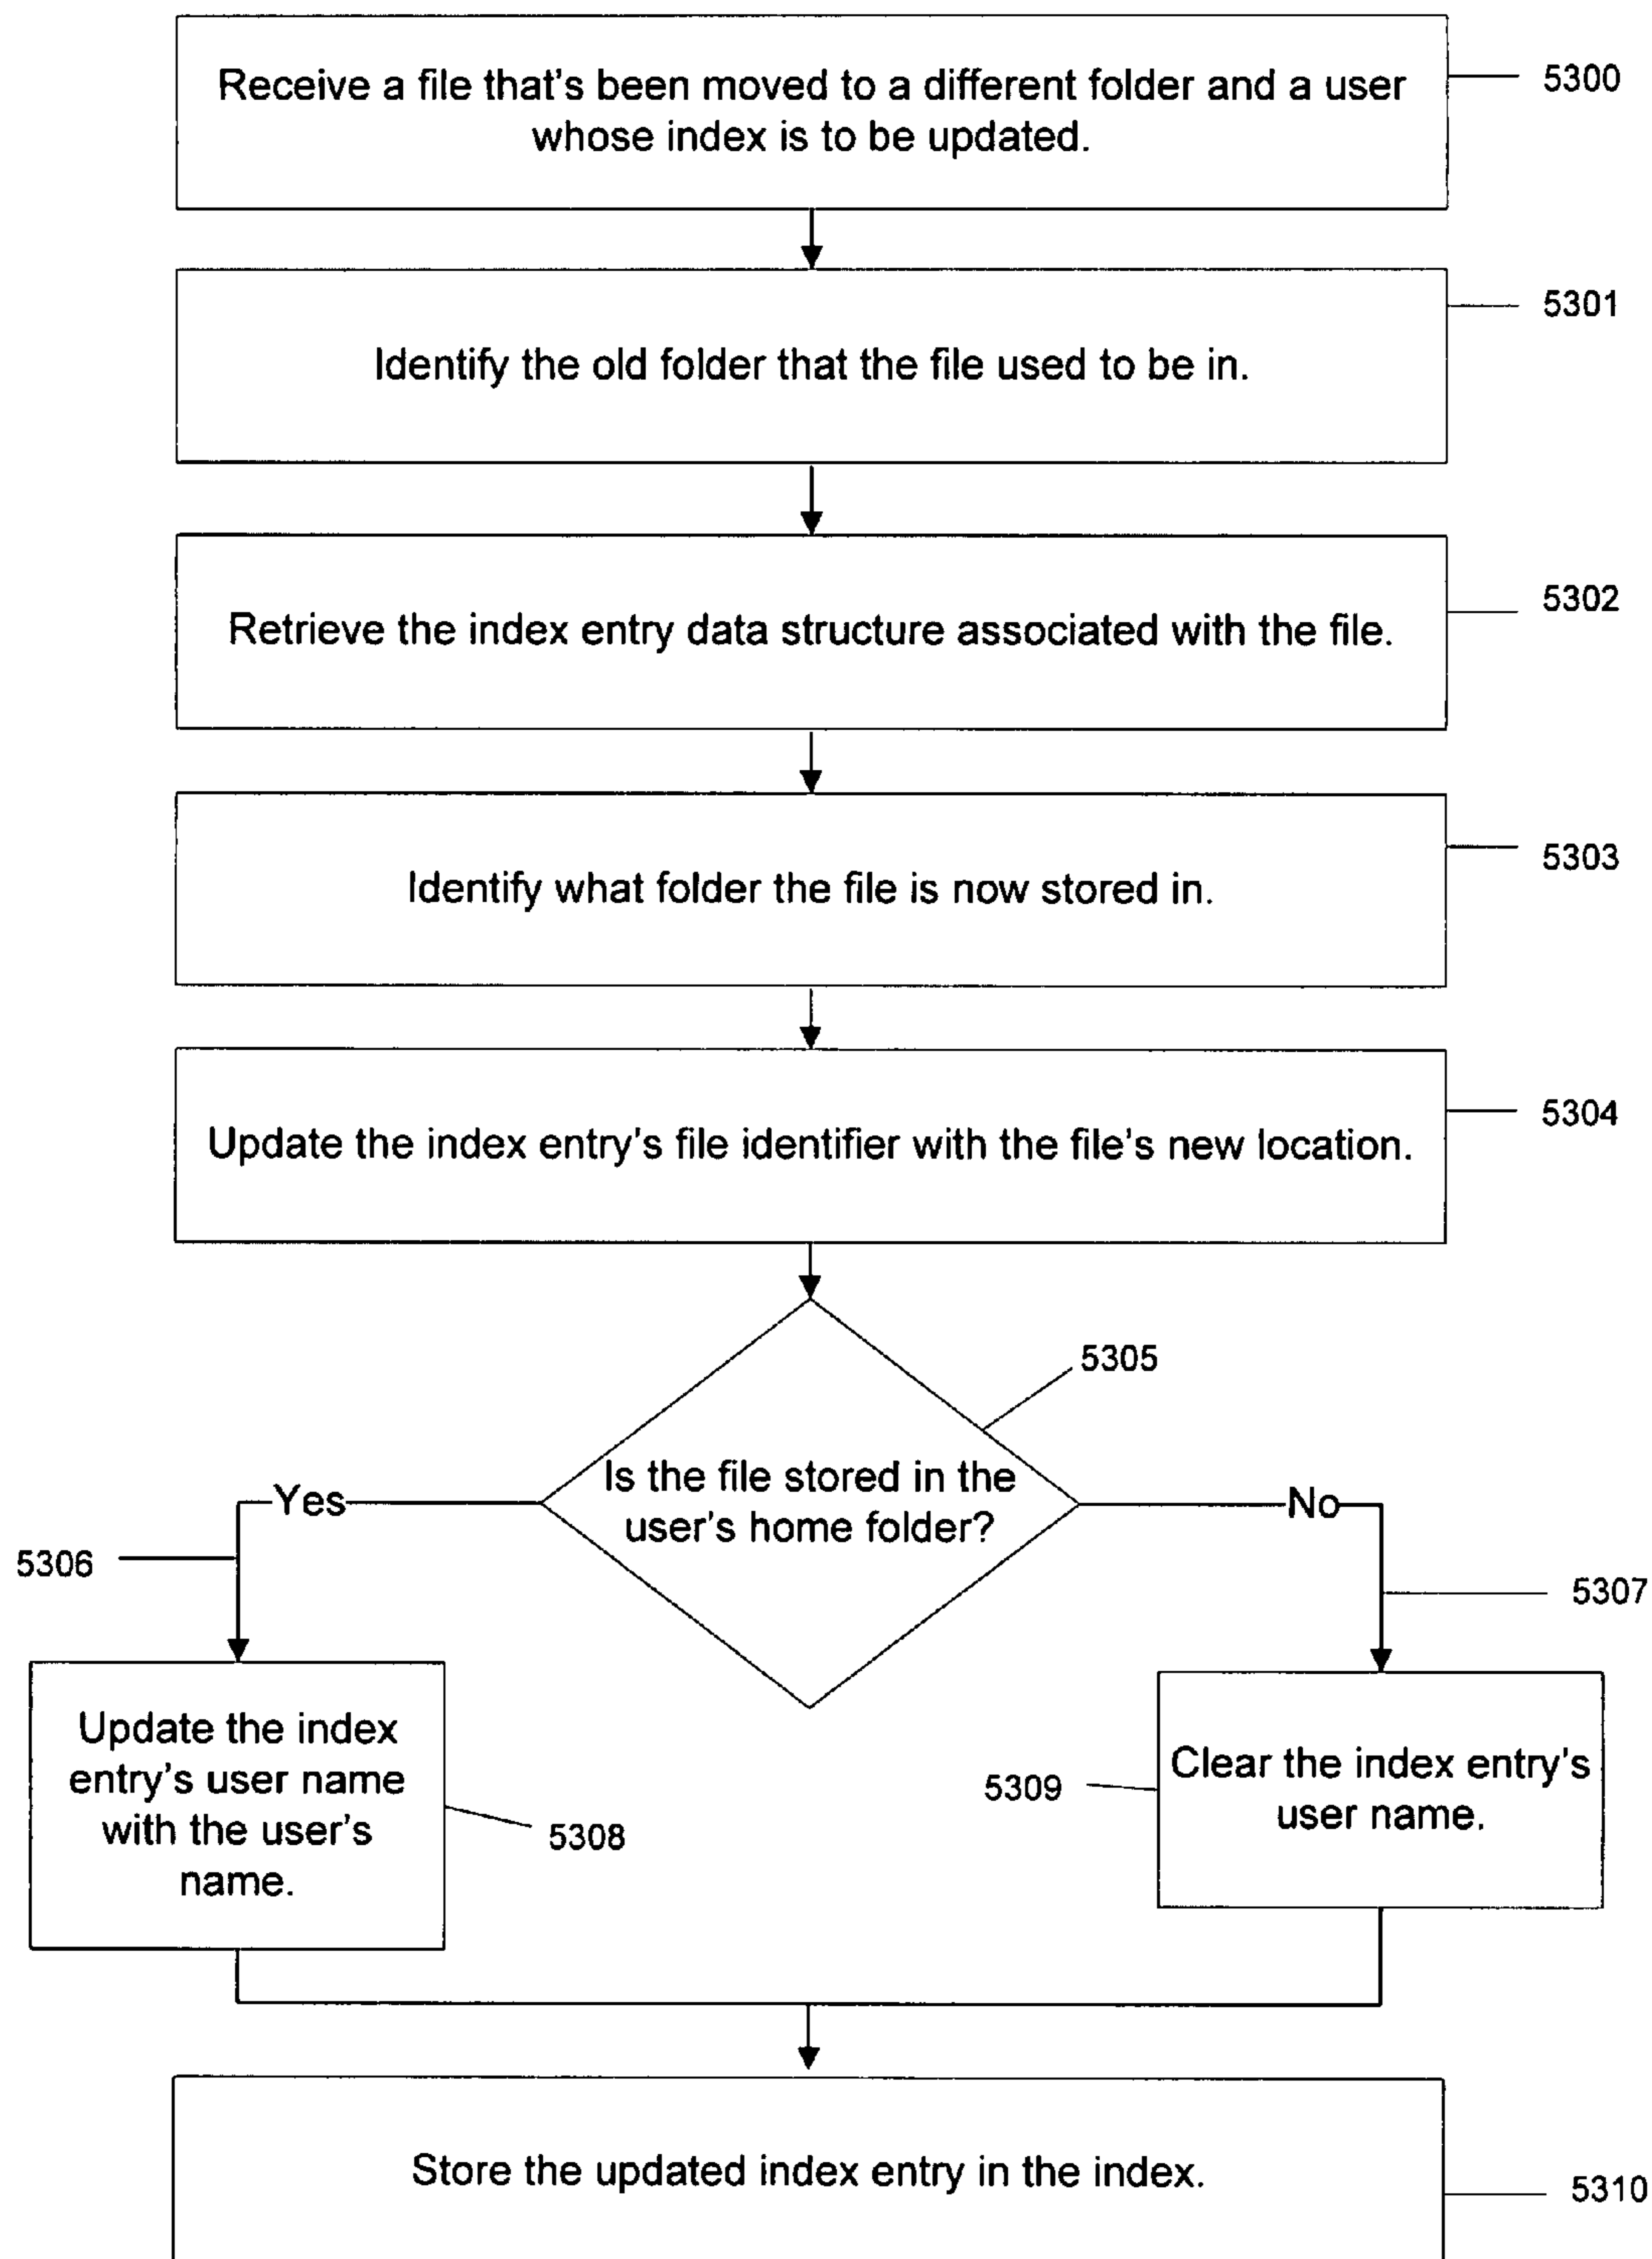 Receive a file that's been moved to a different folder and a user
whose index is to be updated.
5300
5301
Identify the old folder that the file used to be in.
5302
Retrieve the index entry data structure associated with the file.
5303
Identify what folder the file is now stored in.
5304
Update the index entry's file identifier with the file's new location.
5305
Is the file stored in the
user's home folder?
Yes
No
5306
5307
Update the index
entry's user name
with the user's
name.
5308
5309
Clear the index entry's
user name.
Store the updated index entry in the index.
5310